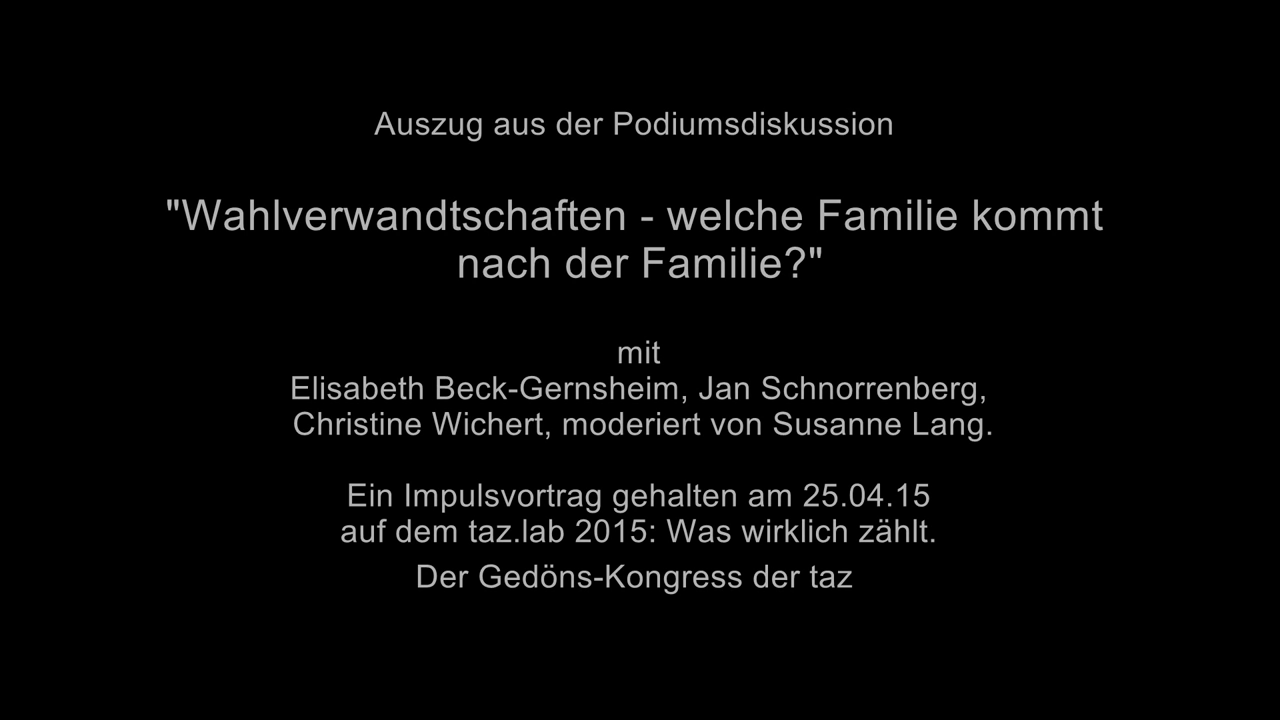 Auszug aus der Podiumsdiskussion
"Wahlverwandtschaften - welche Familie kommt
nach der Familie?"
mit
Elisabeth Beck-Gernsheim, Jan Schnorrenberg,
Christine Wichert, moderiert von Susanne Lang.
Ein Impulsvortrag gehalten am 25.04.15
auf dem taz.lab 2015: Was wirklich zählt.
Der Gedöns-Kongress der taz